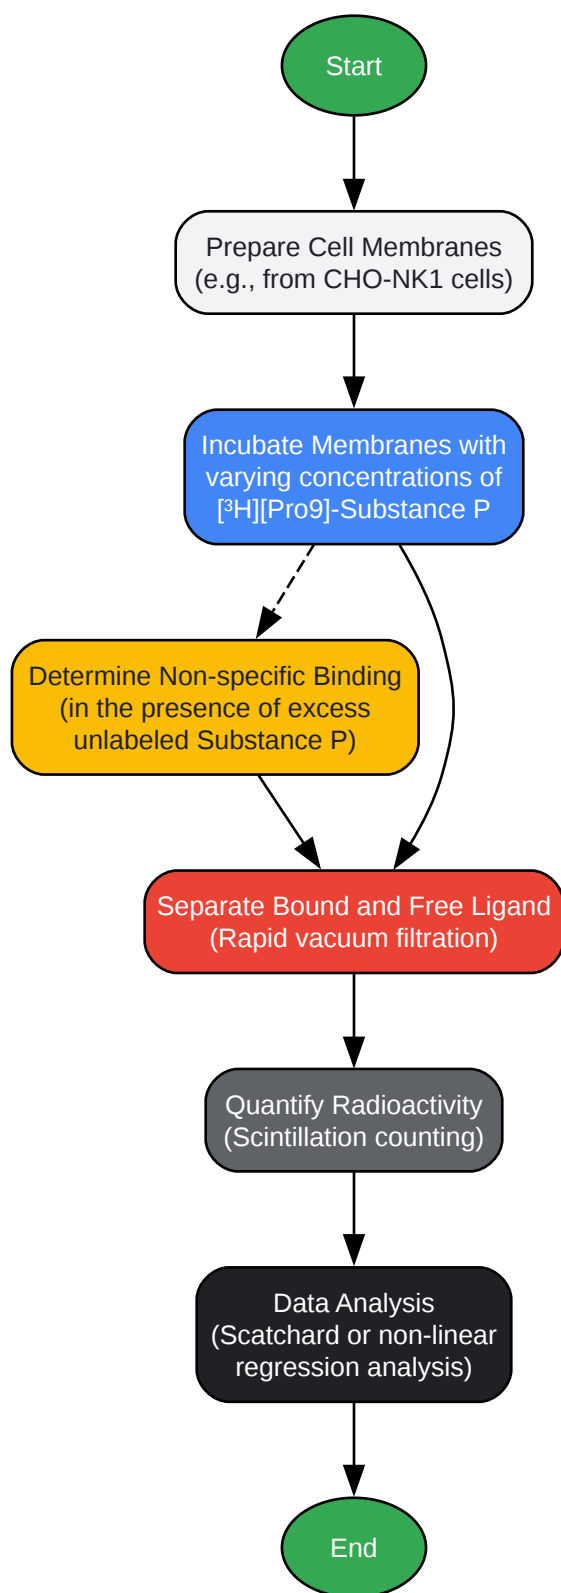 Start
Prepare Cell Membranes
(e.g., from CHO-NK1 cells)
Incubate Membranes with
varying concentrations of
[³H][Pro9]-Substance P
Determine Non-specific Binding
(in the presence of excess
unlabeled Substance P)
Separate Bound and Free Ligand
(Rapid vacuum filtration)
Quantify Radioactivity
(Scintillation counting)
Data Analysis
(Scatchard or non-linear
regression analysis)
End